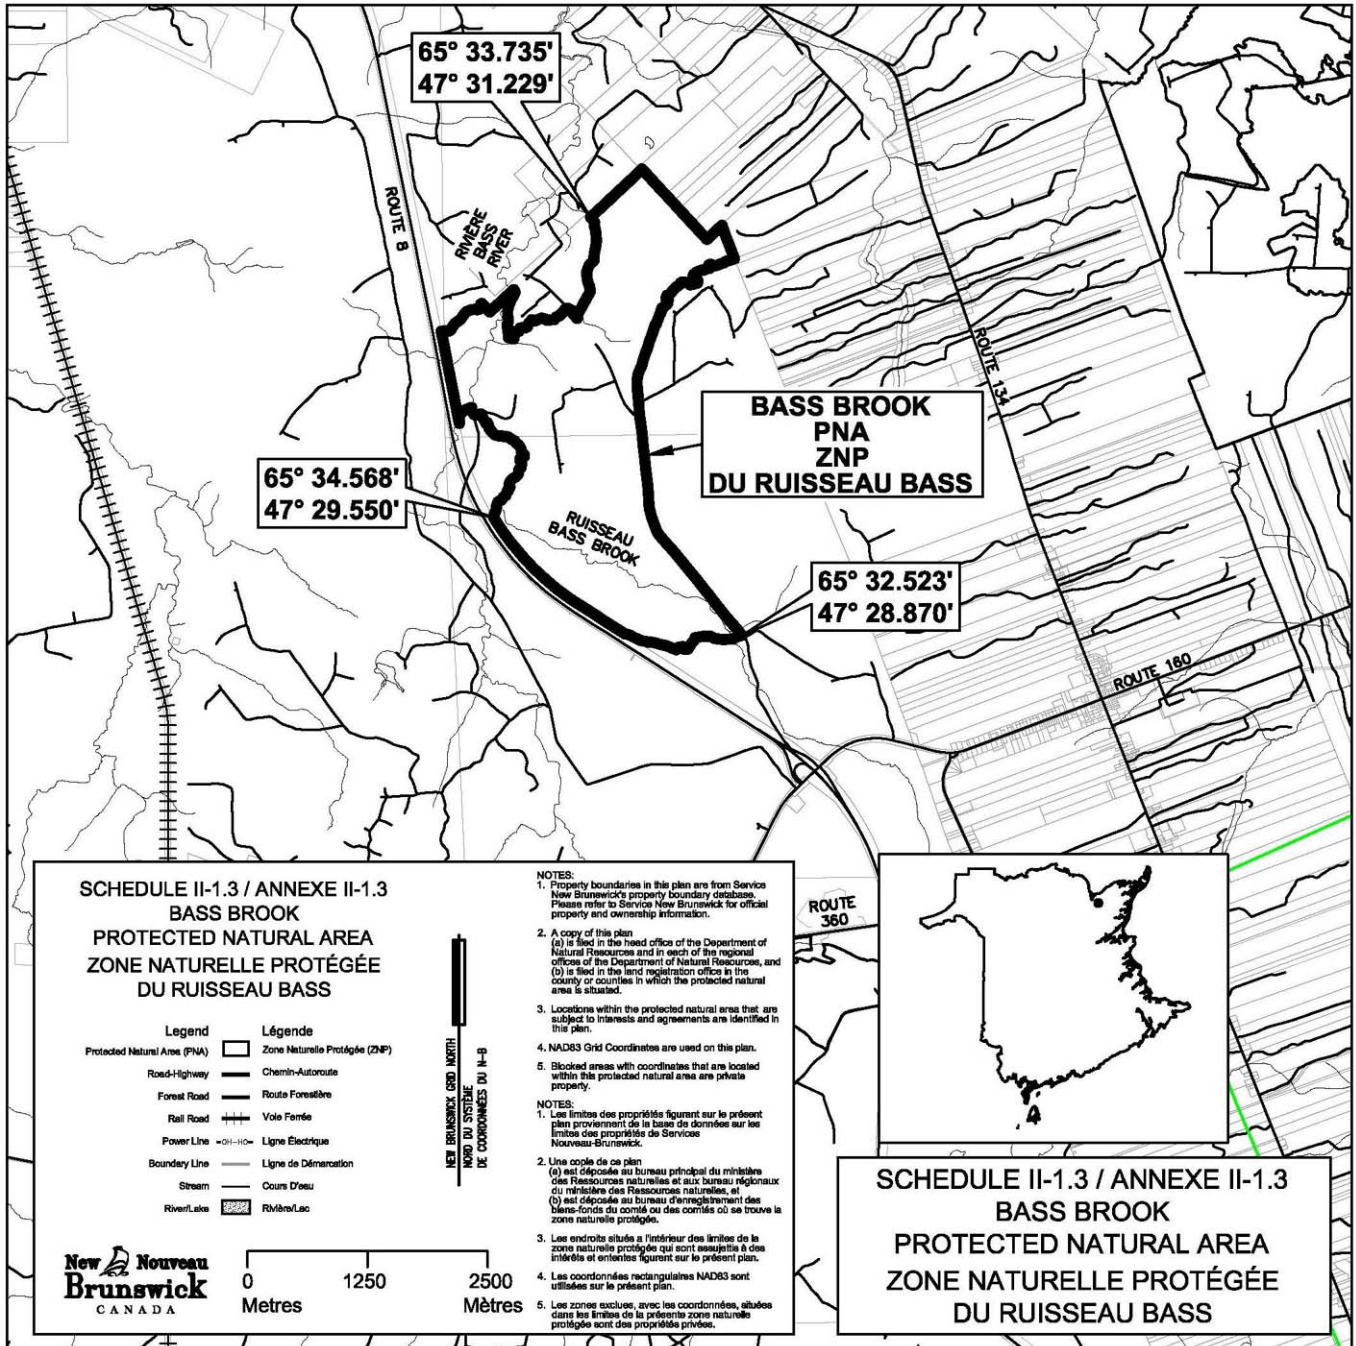 65° 33.735'
47° 31.229'
ROUTE 8
RIVIÈRE
BASS
RIVER
ROUTE 134
BASS BROOK
PNA
ZNP
DU RUISSEAU BASS
65° 34.568'
47° 29.550'
RUISSEAU
BASS BROOK
65° 32.523'
47° 28.870'
ROUTE 160
ROUTE
360
SCHEDULE II-1.3 / ANNEXE II-1.3
BASS BROOK
PROTECTED NATURAL AREA
ZONE NATURELLE PROTÉGÉE
DU RUISSEAU BASS
Legend Légende
Protected Natural Area (PNA) Zone Naturelle Protégée (ZNP)
Road-Highway Chemin-Autoroute
Forest Road Route Forestière
Rail Road Voie Ferrée
Power Line OH-HO Ligne Électrique
Boundary Line Ligne de Démarcation
Stream Cours D'eau
River/Lake Rivière/Lac
NEW BRUNSWICK GRID NORTH
NORD DU SYSTÈME
DE COORDONNÉES DU N-B
New Nouveau
Brunswick
CANADA
0 1250 2500
Metres Mètres
NOTES:
1. Property boundaries in this plan are from Service
New Brunswick's property boundary database.
Please refer to Service New Brunswick for official
property and ownership information.
2. A copy of this plan
(a) is filed in the head office of the Department of
Natural Resources and in each of the regional
offices of the Department of Natural Resources, and
(b) is filed in the land registration office in the
county or counties in which the protected natural
area is situated.
3. Locations within the protected natural area that are
subject to interests and agreements are identified in
this plan.
4. NAD83 Grid Coordinates are used on this plan.
5. Blocked areas with coordinates that are located
within this protected natural area are private
property.
NOTES:
1. Les limites des propriétés figurant sur le présent
plan proviennent de la base de données sur les
limites des propriétés de Services
Nouveau-Brunswick.
2. Une copie de ce plan
(a) est déposée au bureau principal du ministère
des Ressources naturelles et aux bureau régionaux
du ministère des Ressources naturelles, et
(b) est déposée au bureau d'enregistrement des
biens-fonds du comté ou des comtés où se trouve la
zone naturelle protégée.
3. Les endroits situés a l'intérieur des limites de la
zone naturelle protégée qui sont assujettis à des
intérêts et ententes figurent sur le présent plan.
4. Les coordonnées rectangulaires NAD83 sont
utilisées sur le présent plan.
5. Les zones exclues, avec les coordonnées, situées
dans les limites de la présente zone naturelle
protégée sont des propriétés privées.
SCHEDULE II-1.3 / ANNEXE II-1.3
BASS BROOK
PROTECTED NATURAL AREA
ZONE NATURELLE PROTÉGÉE
DU RUISSEAU BASS